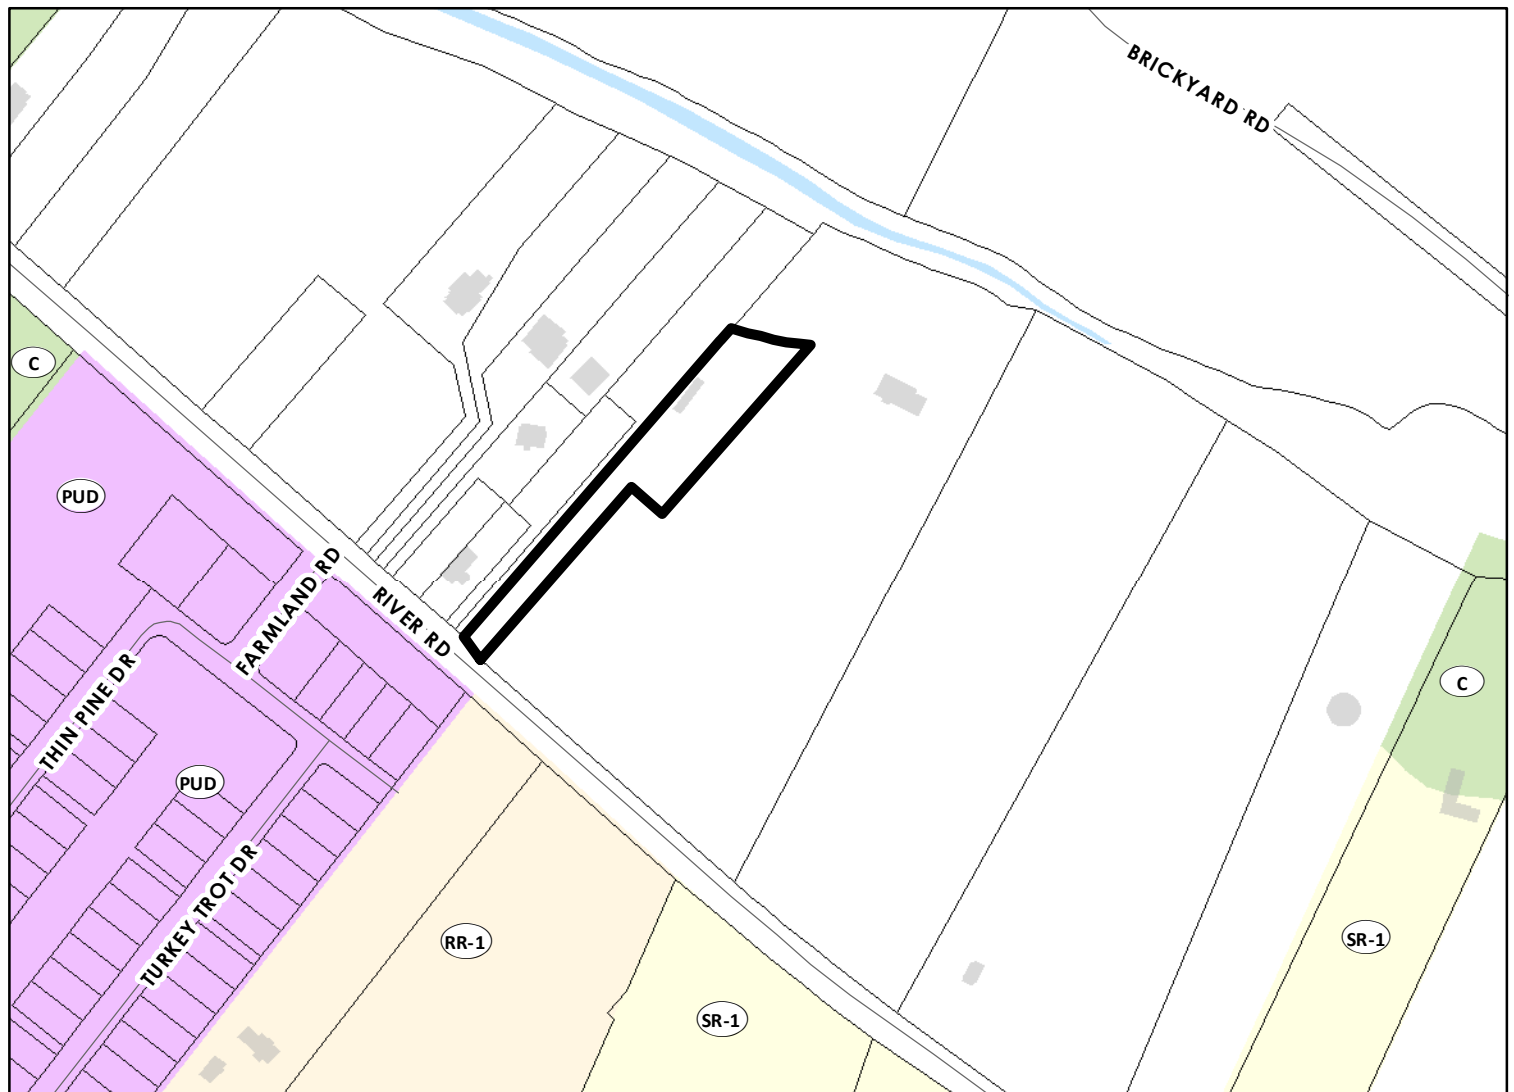 BRICKYARD RD
C
PUD
FARMLAND RD
RIVER RD
THIN PINE DR
C
PUD
TURKEY TROT DR
RR-1
SR-1
SR-1